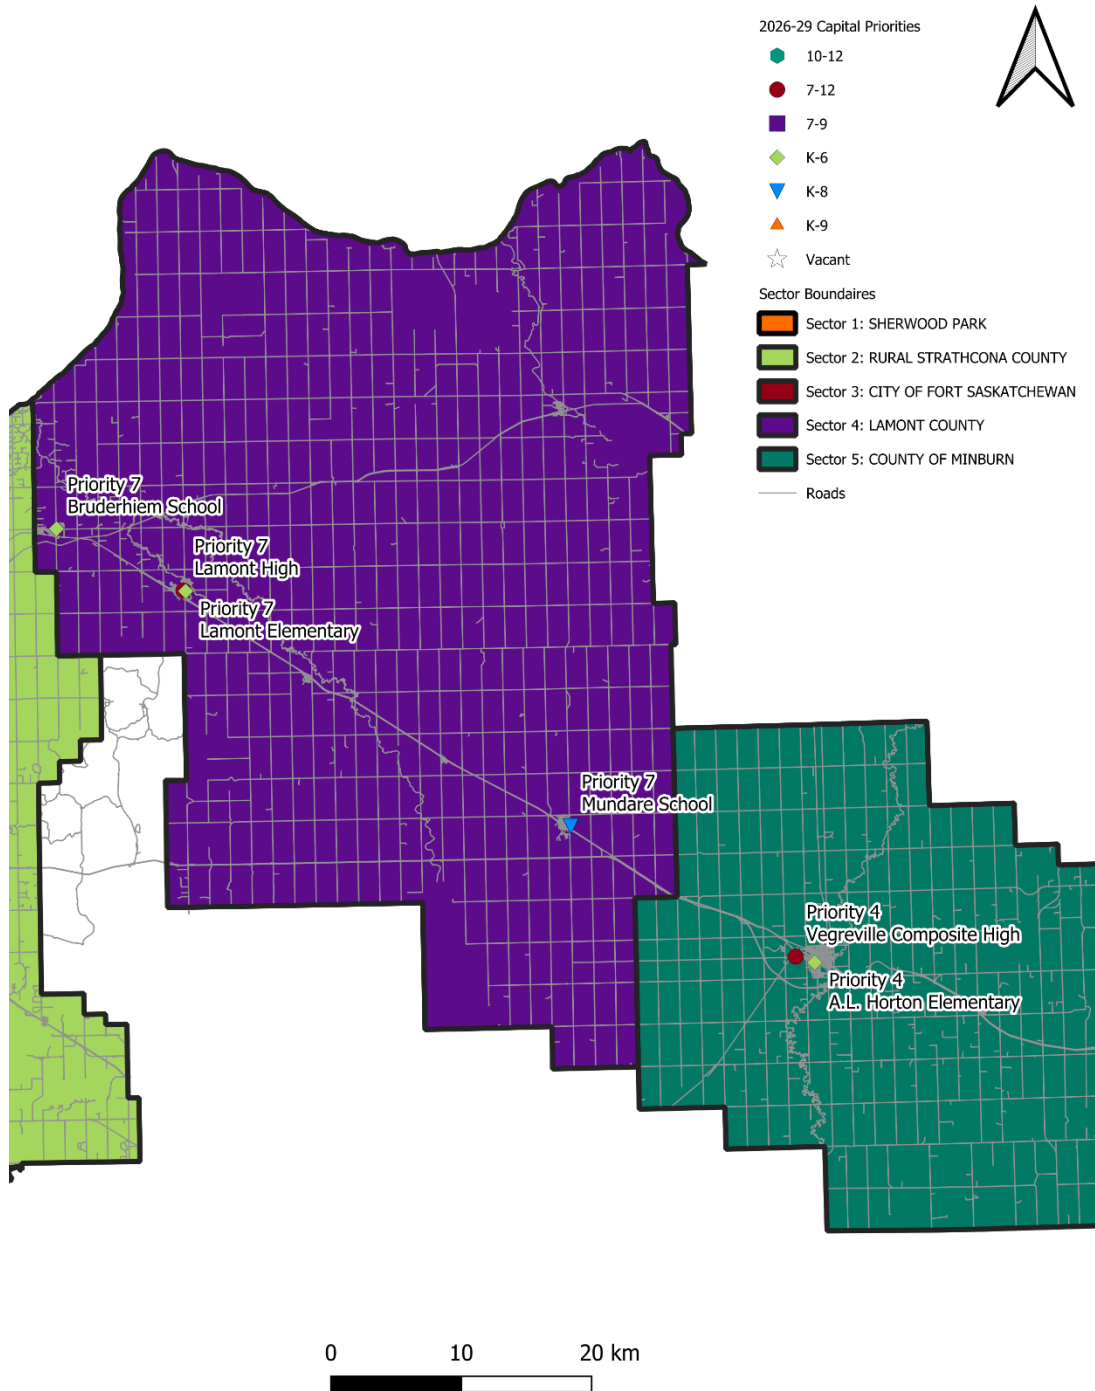 2026-29 Capital Priorities
10-12
7-12
7-9
K-6
K-8
K-9
Vacant
Sector Boundaires
Sector 1: SHERWOOD PARK
Sector 2: RURAL STRATHCONA COUNTY
Sector 3: CITY OF FORT SASKATCHEWAN
Sector 4: LAMONT COUNTY
Sector 5: COUNTY OF MINBURN
Roads
Priority 7
Bruderhiem School
Priority 7
Lamont High
Priority 7
Lamont Elementary
Priority 7
Mundare School
Priority 4
Vegreville Composite High
Priority 4
A.L. Horton Elementary
0 10 20 km